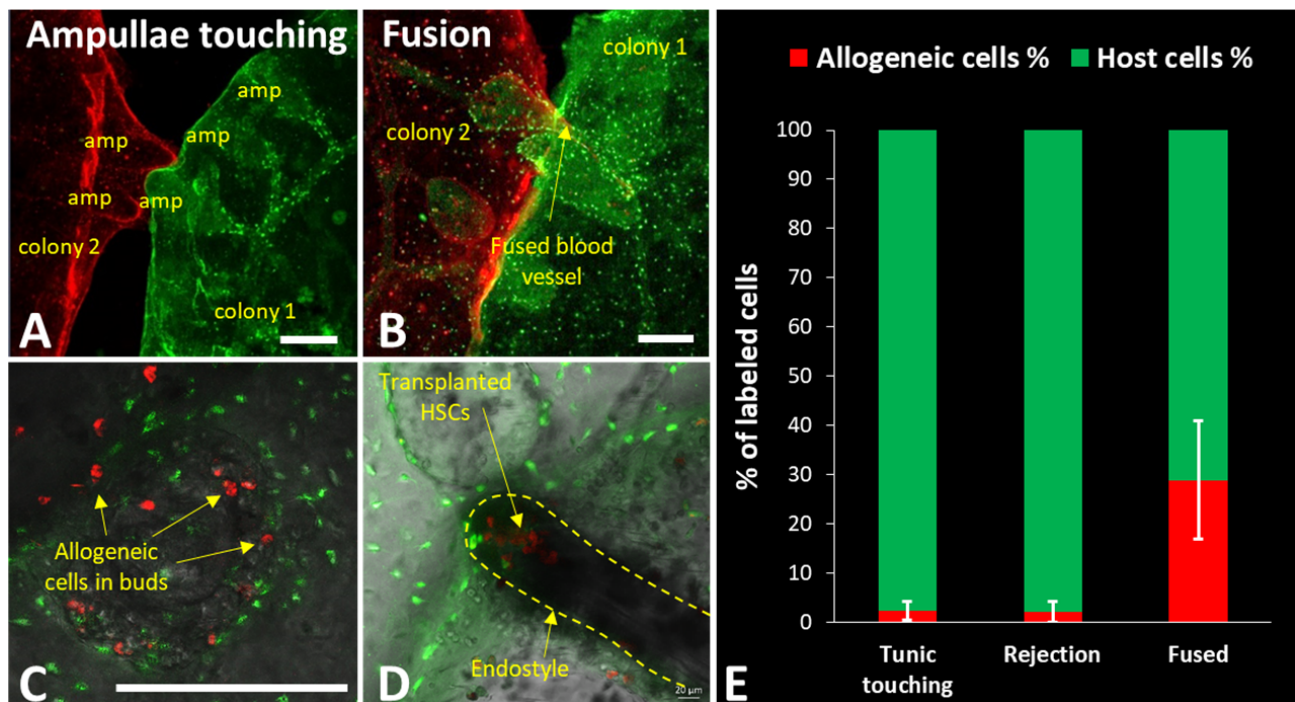 Ampullae touching
amp
amp
amp
amp
amp
colony 2
colony 1
A
Fusion
colony 1
colony 2
Fused blood
vessel
B
Allogeneic
cells in buds
C
Transplanted
HSCs
Endostyle
20 µm
D
Allogeneic cells % Host cells %
% of labeled cells
100
90
80
70
60
50
40
30
20
10
0
Tunic
touching
Rejection
Fused
E